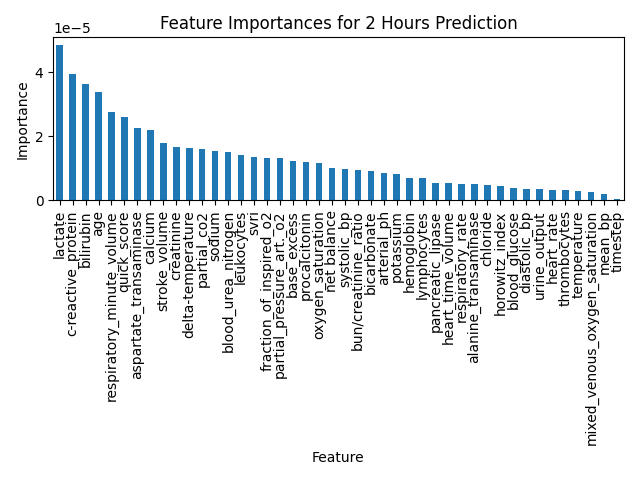 Feature Importances for 2 Hours Prediction
1e−5
4
2
0
Importance
lactate
c-reactive_protein
bilirubin
age
respiratory_minute_volume
quick_score
aspartate_transaminase
calcium
stroke_volume
creatinine
delta-temperature
partial_co2
sodium
blood_urea_nitrogen
leukocytes
svri
fraction_of_inspired_o2
partial_pressure_art._o2
base_excess
procalcitonin
oxygen_saturation
net balance
systolic_bp
bun/creatinine_ratio
bicarbonate
arterial_ph
potassium
hemoglobin
lymphocytes
pancreatic_lipase
heart_time_volume
respiratory_rate
alanine_transaminase
chloride
horowitz_index
blood_glucose
diastolic_bp
urine_output
heart_rate
thrombocytes
temperature
mixed_venous_oxygen_saturation
mean_bp
timestep
Feature